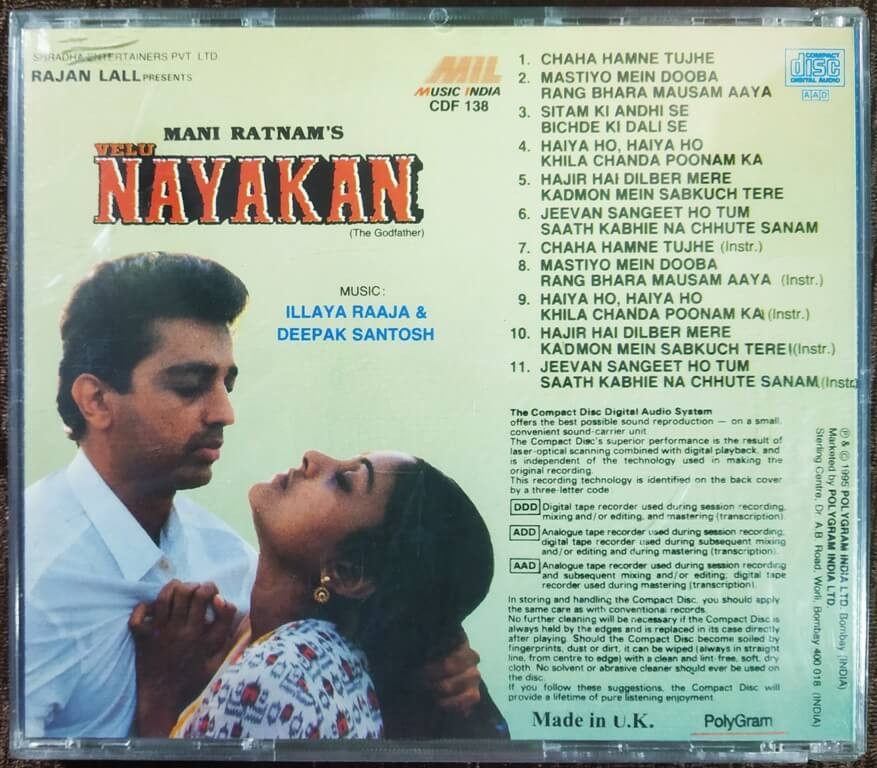 SHRADHA ENTERTAINERS PVT. LTD
RAJAN LALL PRESENTS
MIL
MUSIC INDIA
CDF 138
MANI RATNAM'S
VELU
NAYAKAN
(The Godfather)
MUSIC:
ILLAYA RAAJA &
DEEPAK SANTOSH
COMPACT
disc
DIGITAL AUDIO
AAD
1. CHAHA HAMNE TUJHE
2. MASTIYO MEIN DOOBA
RANG BHARA MAUSAM AAYA
3. SITAM KI ANDHI SE
BICHDE KI DALI SE
4. HAIYA HO, HAIYA HO
KHILA CHANDA POONAM KA
5. HAJIR HAI DILBER MERE
KADMON MEIN SABKUCH TERE
6. JEEVAN SANGEET HO TUM
SAATH KABHIE NA CHHUTE SANAM
7. CHAHA HAMNE TUJHE (Instr.)
8. MASTIYO MEIN DOOBA
RANG BHARA MAUSAM AAYA (Instr.)
9. HAIYA HO, HAIYA HO
KHILA CHANDA POONAM KA (Instr.)
10. HAJIR HAI DILBER MERE
KADMON MEIN SABKUCH TERE (Instr.)
11. JEEVAN SANGEET HO TUM
SAATH KABHIE NA CHHUTE SANAM (Instr.)
The Compact Disc Digital Audio System
offers the best possible sound reproduction — on a small,
convenient sound-carrier unit.
The Compact Disc's superior performance is the result of
laser-optical scanning combined with digital playback, and
is independent of the technology used in making the
original recording.
This recording technology is identified on the back cover
by a three-letter code:
DDD Digital tape recorder used during session recording,
mixing and/or editing, and mastering (transcription).
ADD Analogue tape recorder used during session recording;
digital tape recorder used during subsequent mixing
and/or editing and during mastering (transcription).
AAD Analogue tape recorder used during session recording
and subsequent mixing and/or editing; digital tape
recorder used during mastering (transcription).
In storing and handling the Compact Disc, you should apply
the same care as with conventional records.
No further cleaning will be necessary if the Compact Disc is
always held by the edges and is replaced in its case directly
after playing. Should the Compact Disc become soiled by
fingerprints, dust or dirt, it can be wiped (always in straight
line, from centre to edge) with a clean and lint-free, soft, dry
cloth. No solvent or abrasive cleaner should ever be used on
the disc.
If you follow these suggestions, the Compact Disc will
provide a lifetime of pure listening enjoyment.
Made in U.K.
PolyGram
℗ & © 1995 POLYGRAM INDIA LTD. Bombay (INDIA)
Marketed by POLYGRAM INDIA LTD.
Sterling Centre, Dr. A.B. Road, Worli, Bombay 400 018. (INDIA)